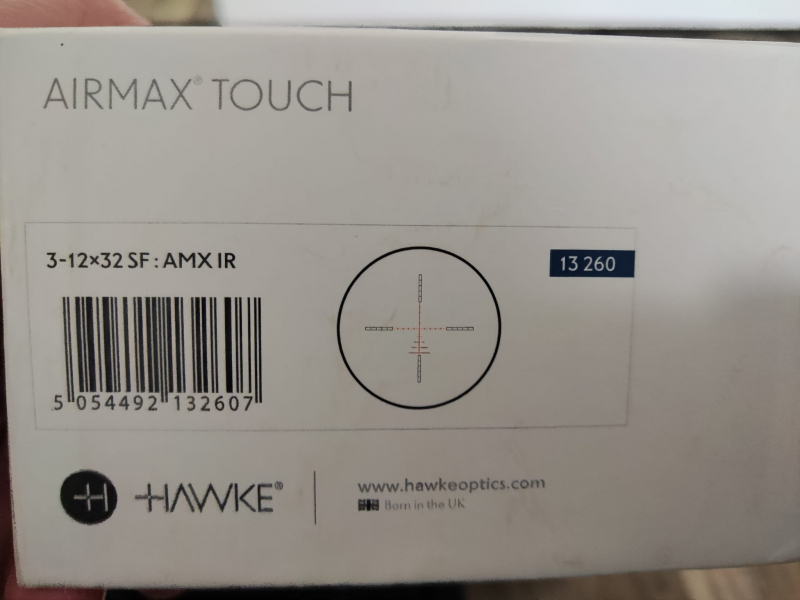 AIRMAX® TOUCH
3-12×32 SF : AMX IR
13 260
5 054492 132607
HAWKE®
www.hawkeoptics.com
Born in the UK